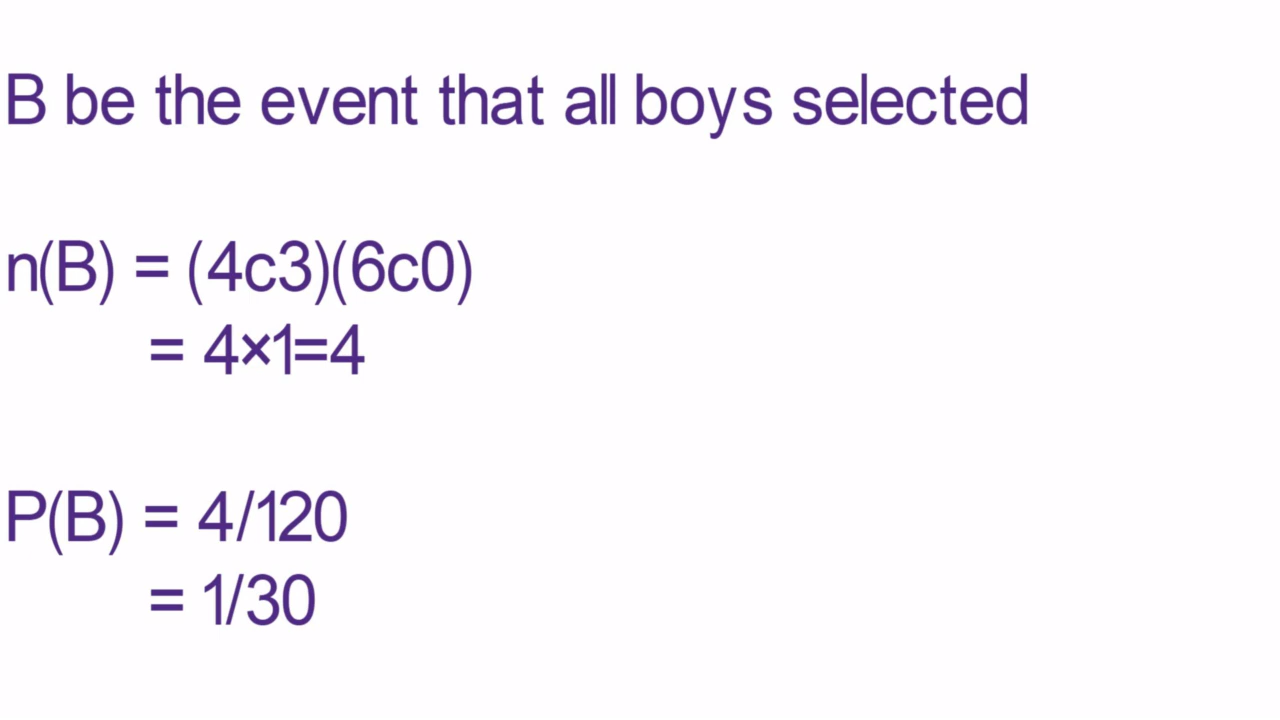 B be the event that all boys selected
n(B) = (4c3)(6c0)
= 4×1=4
P(B) = 4/120
= 1/30